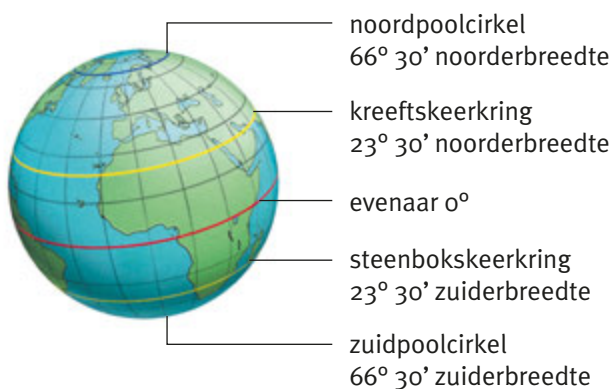 noordpoolcirkel
66° 30’ noorderbreedte
kreeftskeerkring
23° 30’ noorderbreedte
evenaar 0°
steenbokskeerkring
23° 30’ zuiderbreedte
zuidpoolcirkel
66° 30’ zuiderbreedte